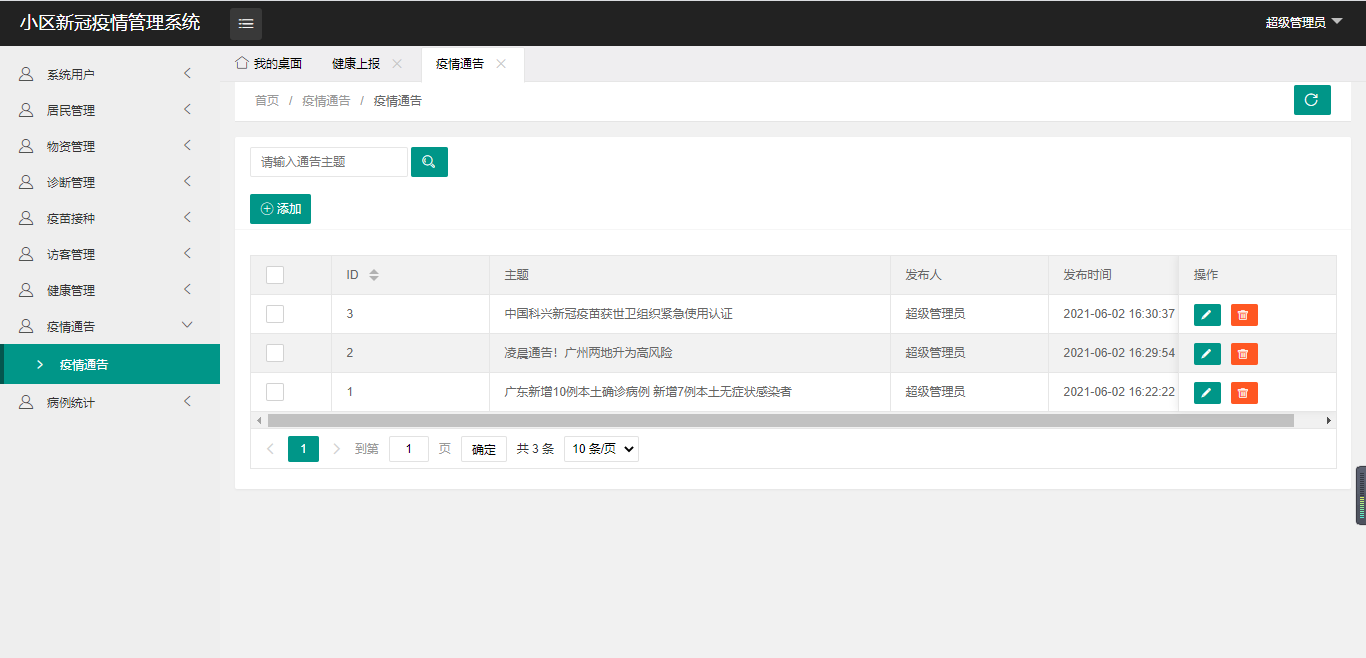 小区新冠疫情管理系统
超级管理员
系统用户
居民管理
物资管理
诊断管理
疫苗接种
访客管理
健康管理
疫情通告
疫情通告
病例统计
我的桌面 健康上报 疫情通告
首页 / 疫情通告 / 疫情通告
请输入通告主题
添加
ID 主题 发布人 发布时间 操作
3 中国科兴新冠疫苗获世卫组织紧急使用认证 超级管理员 2021-06-02 16:30:37
2 凌晨通告！广州两地升为高风险 超级管理员 2021-06-02 16:29:54
1 广东新增10例本土确诊病例 新增7例本土无症状感染者 超级管理员 2021-06-02 16:22:22
1 到第 1 页 确定 共 3 条 10 条/页